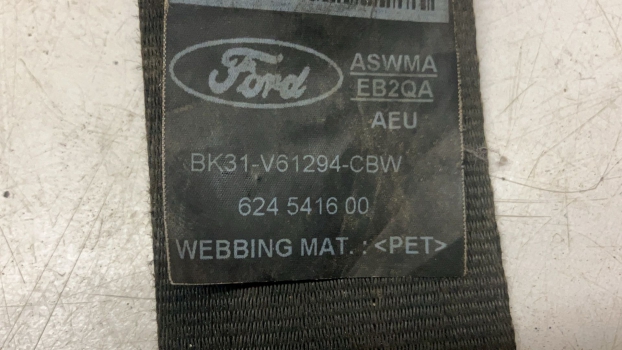 Ford
ASWMA
EB2QA
AEU
BK31-V61294-CBW
624 5416 00
WEBBING MAT. : <PET>